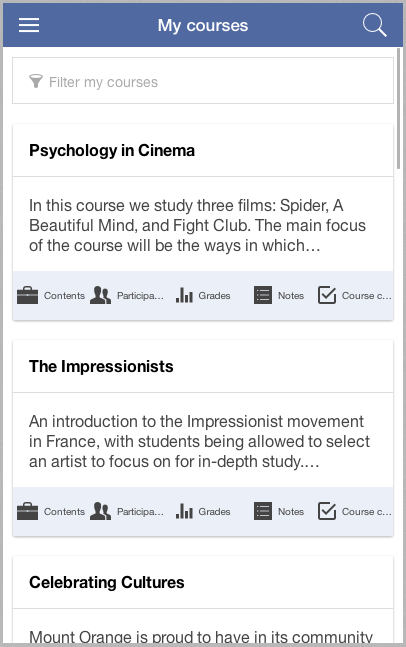 My courses
Filter my courses
Psychology in Cinema
In this course we study three films: Spider, A
Beautiful Mind, and Fight Club. The main focus
of the course will be the ways in which…
Contents Participa… Grades Notes Course c…
The Impressionists
An introduction to the Impressionist movement
in France, with students being allowed to select
an artist to focus on for in-depth study.…
Contents Participa… Grades Notes Course c…
Celebrating Cultures
Mount Orange is proud to have in its community